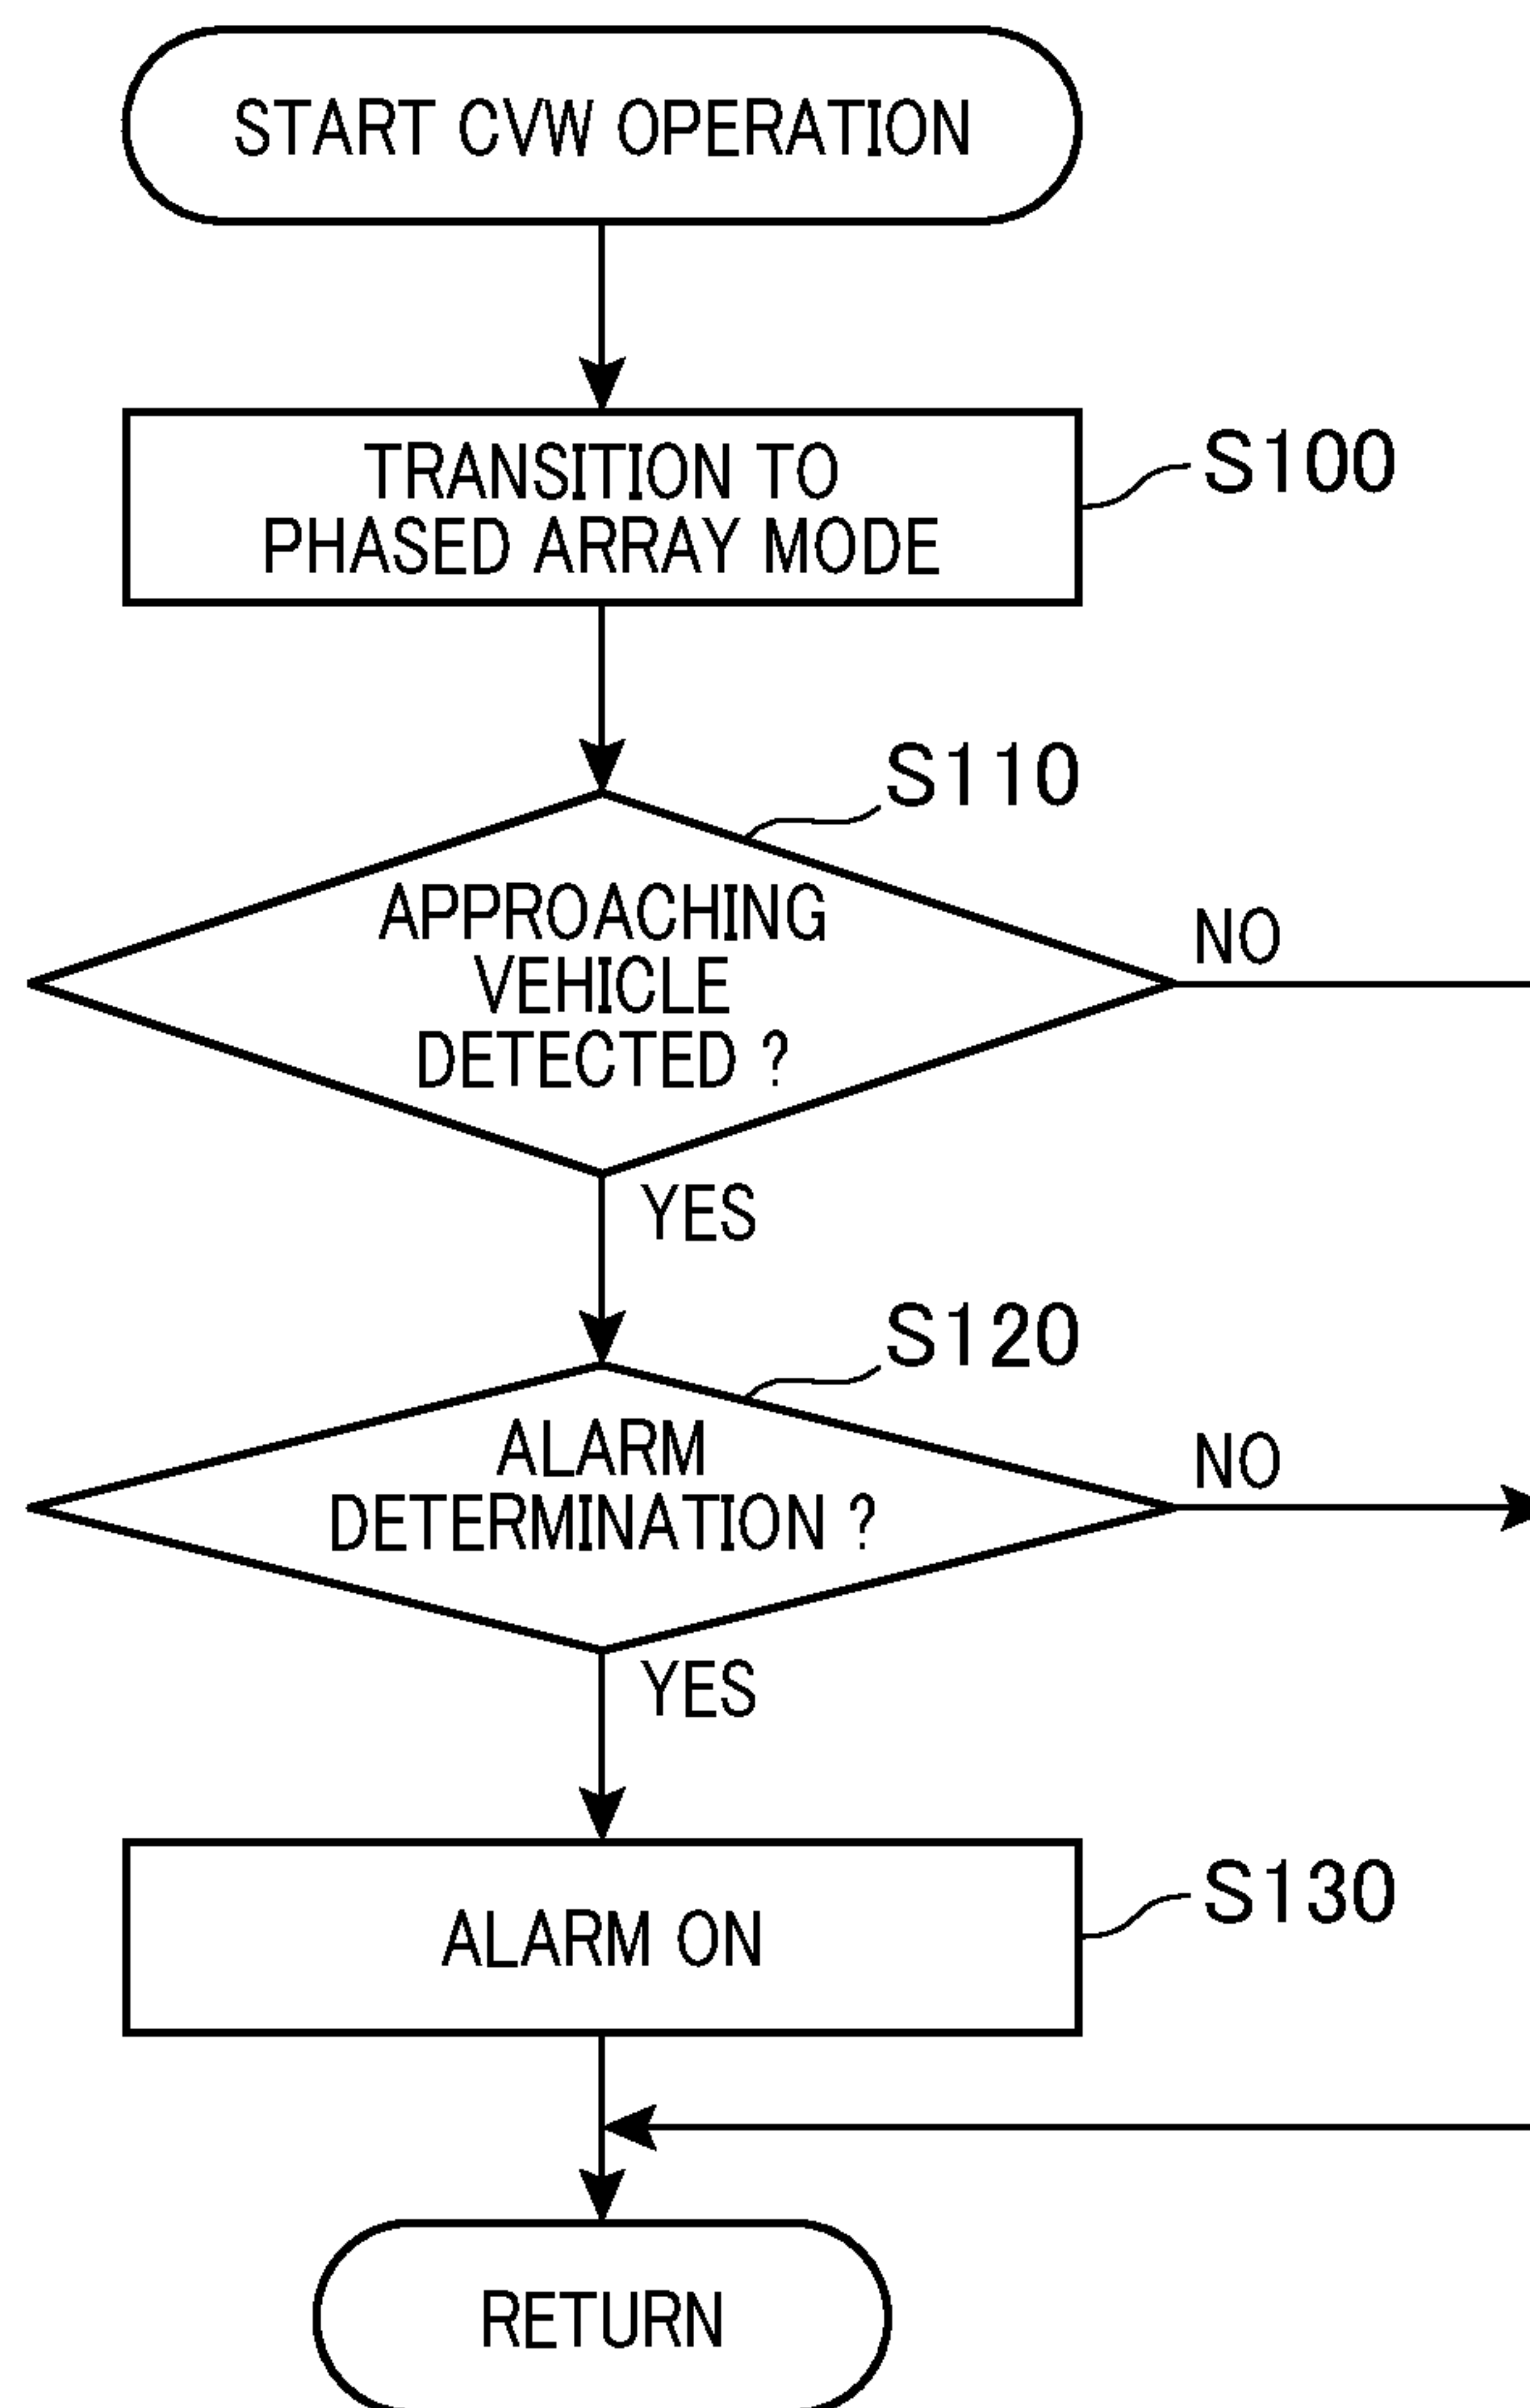 START CVW OPERATION
TRANSITION TO
PHASED ARRAY MODE
S100
S110
APPROACHING
VEHICLE
DETECTED ?
NO
YES
S120
ALARM
DETERMINATION ?
NO
YES
ALARM ON
S130
RETURN